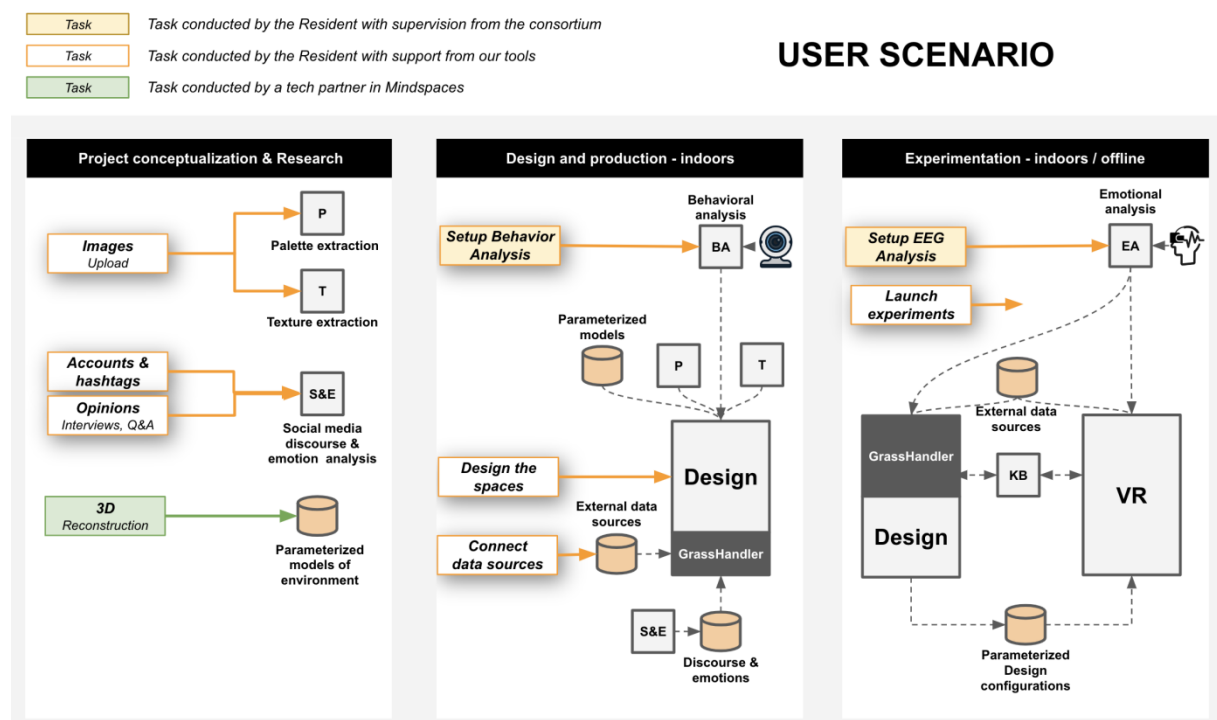 Task
Task conducted by the Resident with supervision from the consortium
Task
Task conducted by the Resident with support from our tools
Task
Task conducted by a tech partner in Mindspaces
USER SCENARIO
Project conceptualization & Research
Images
Upload
P
Palette extraction
T
Texture extraction
Accounts &
hashtags
Opinions
Interviews, Q&A
S&E
Social media
discourse &
emotion analysis
3D
Reconstruction
Parameterized
models of
environment
Design and production - indoors
Behavioral
analysis
Setup Behavior
Analysis
BA
Parameterized
models
P
T
Design the
spaces
Design
External data
sources
Connect
data sources
GrassHandler
S&E
Discourse &
emotions
Experimentation - indoors / offline
Emotional
analysis
Setup EEG
Analysis
EA
Launch
experiments
External data
sources
GrassHandler
KB
VR
Design
Parameterized
Design
configurations